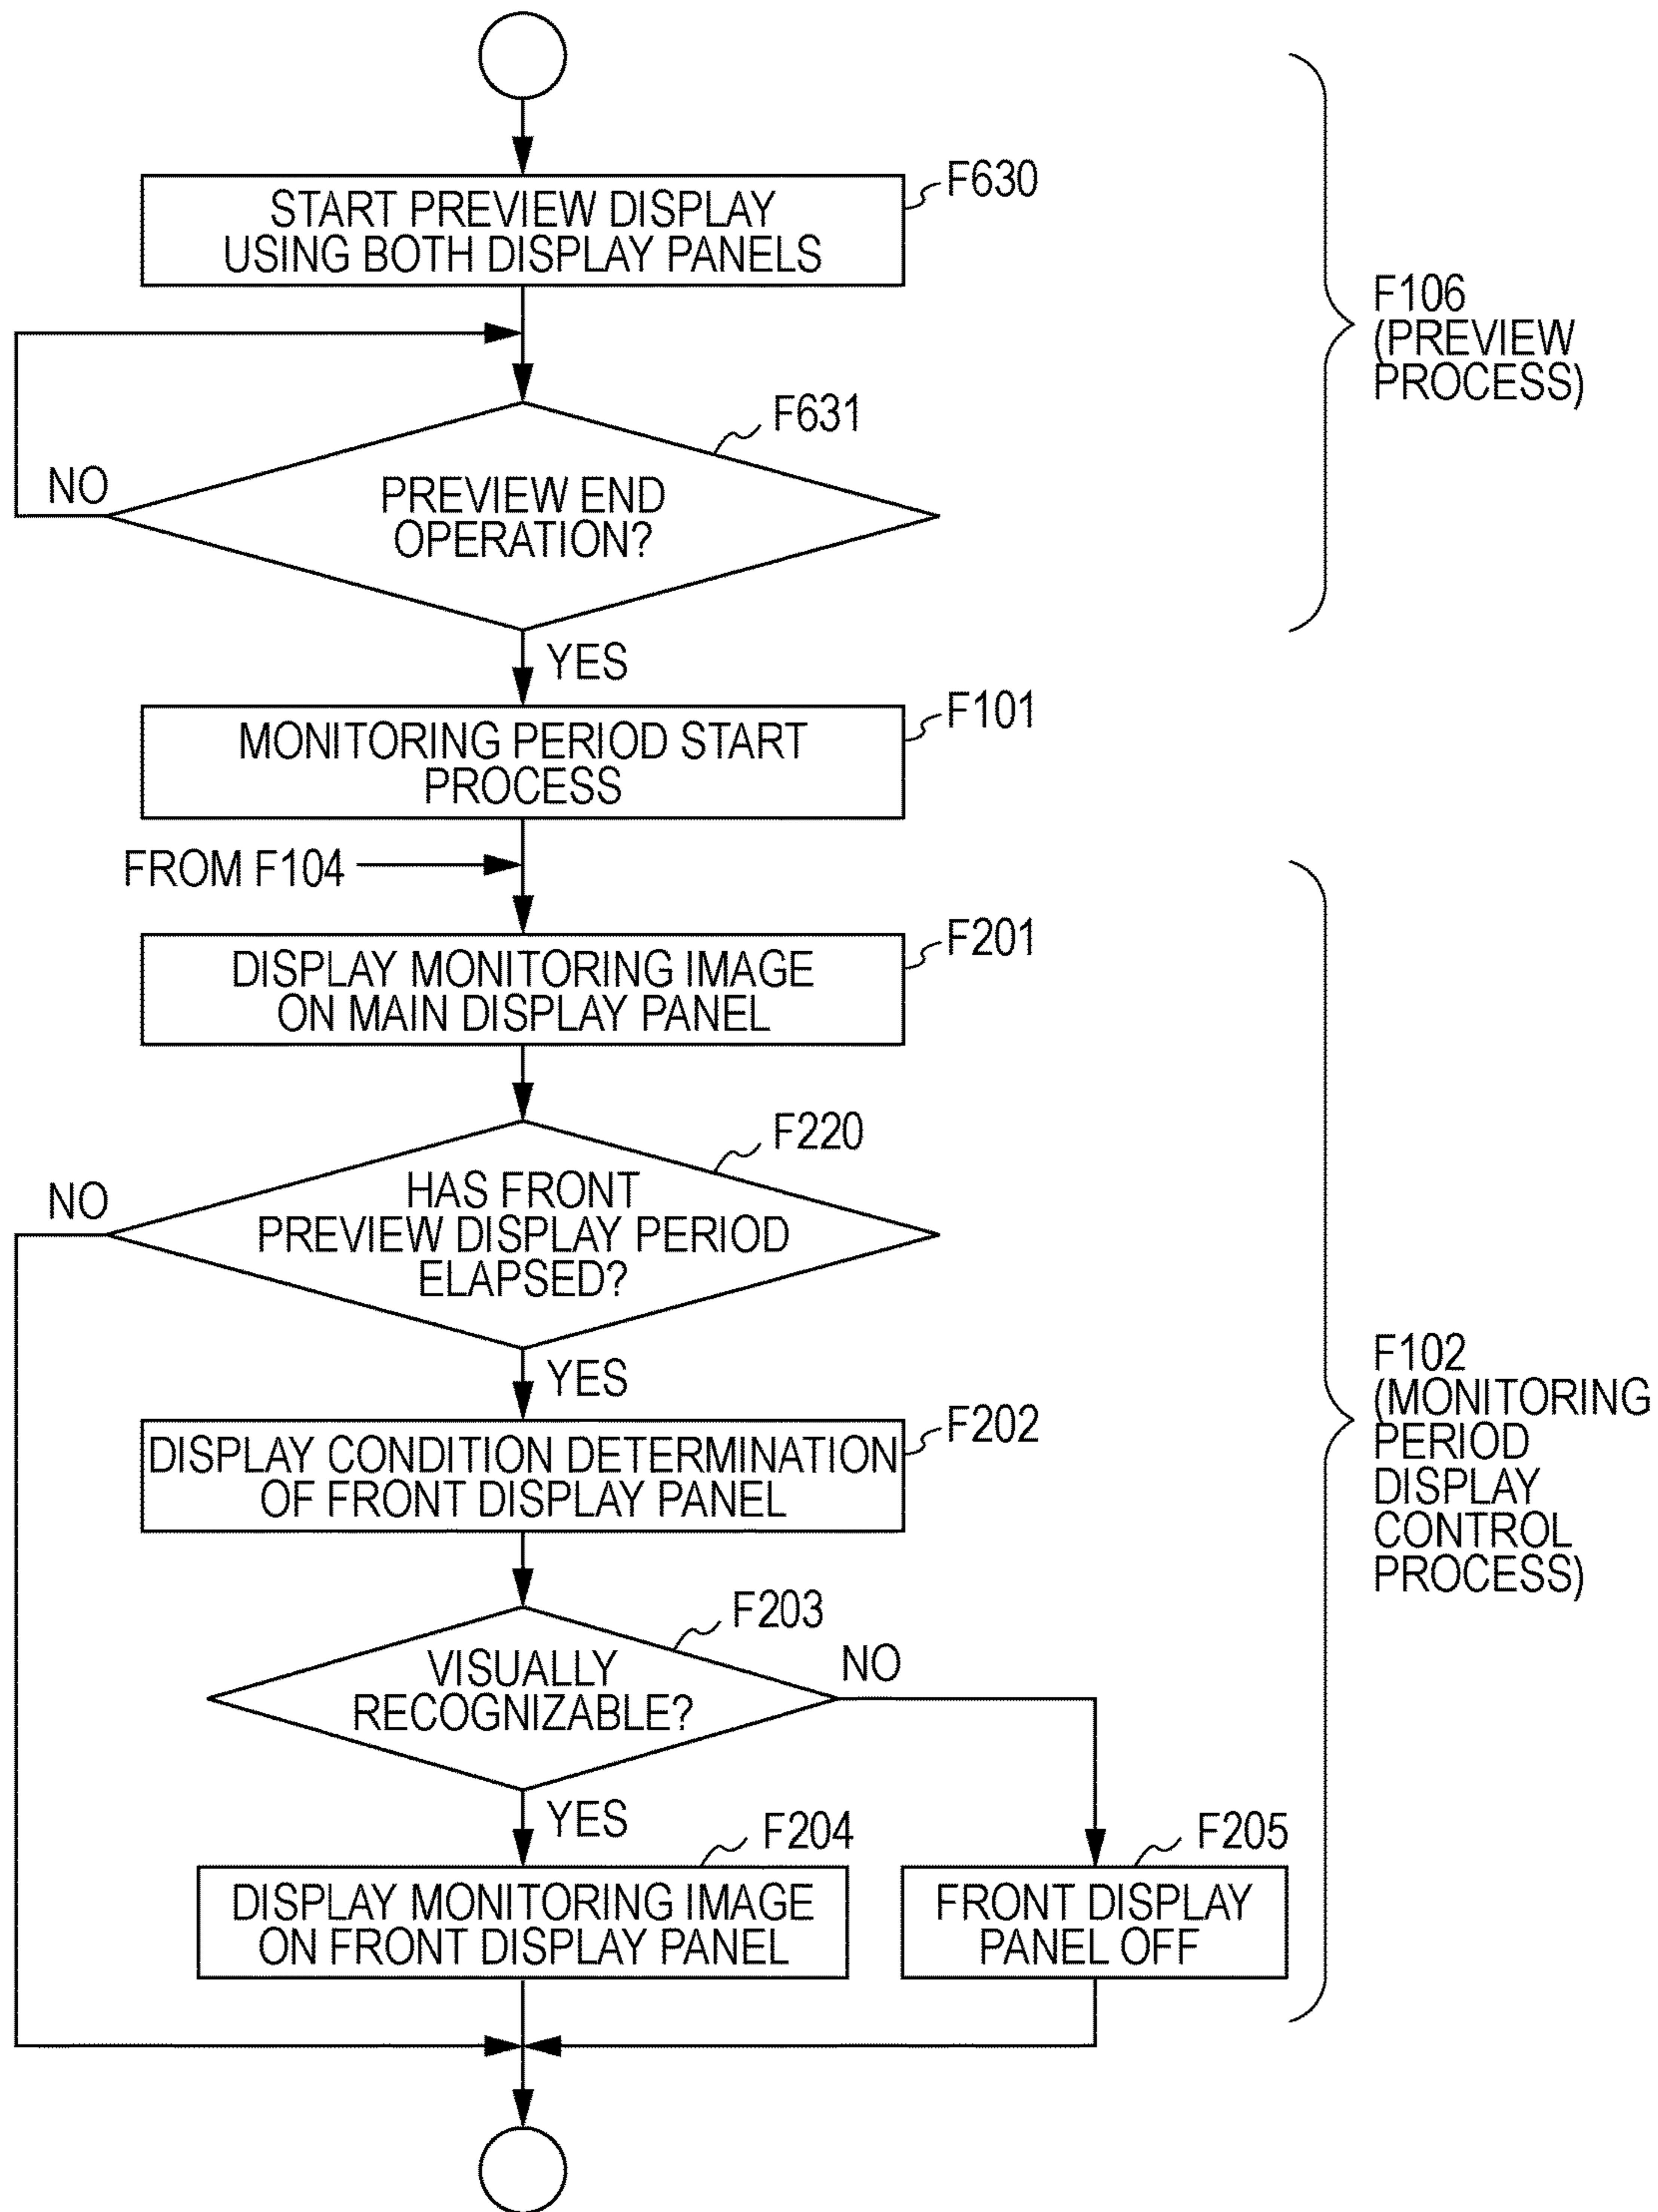 F630
START PREVIEW DISPLAY
USING BOTH DISPLAY PANELS
F106
(PREVIEW
PROCESS)
F631
NO
PREVIEW END
OPERATION?
YES
F101
MONITORING PERIOD START
PROCESS
FROM F104
F201
DISPLAY MONITORING IMAGE
ON MAIN DISPLAY PANEL
F220
NO
HAS FRONT
PREVIEW DISPLAY PERIOD
ELAPSED?
YES
F102
(MONITORING
PERIOD
DISPLAY
CONTROL
PROCESS)
F202
DISPLAY CONDITION DETERMINATION
OF FRONT DISPLAY PANEL
F203
VISUALLY
RECOGNIZABLE?
NO
YES
F204
DISPLAY MONITORING IMAGE
ON FRONT DISPLAY PANEL
F205
FRONT DISPLAY
PANEL OFF